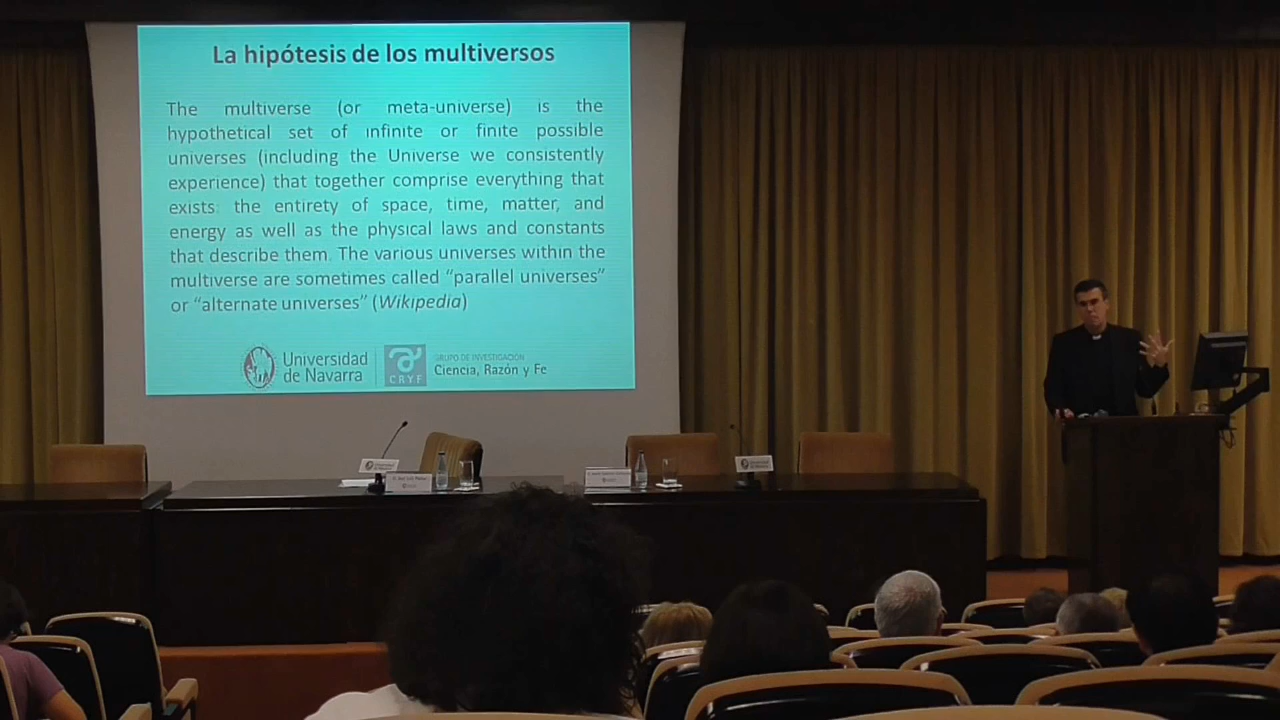 La hipótesis de los multiversos
The multiverse (or meta-universe) is the
hypothetical set of infinite or finite possible
universes (including the Universe we consistently
experience) that together comprise everything that
exists: the entirety of space, time, matter, and
energy as well as the physical laws and constants
that describe them. The various universes within the
multiverse are sometimes called “parallel universes”
or “alternate universes” (Wikipedia)
Universidad
de Navarra
CRYF
GRUPO DE INVESTIGACIÓN
Ciencia, Razón y Fe